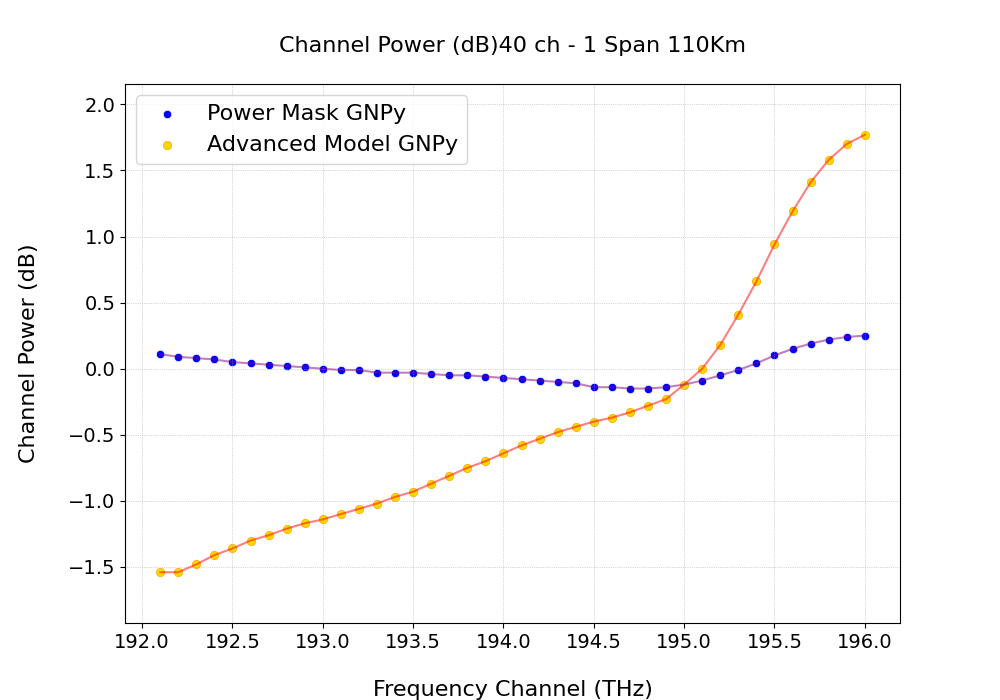 Channel Power (dB)40 ch - 1 Span 110Km
Power Mask GNPy
Advanced Model GNPy
Channel Power (dB)
2.0
1.5
1.0
0.5
0.0
−0.5
−1.0
−1.5
192.0 192.5 193.0 193.5 194.0 194.5 195.0 195.5 196.0
Frequency Channel (THz)